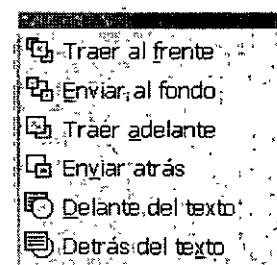 Traer al frente
Enviar al fondo
Traer adelante
Enviar atrás
Delante del texto
Detrás del texto